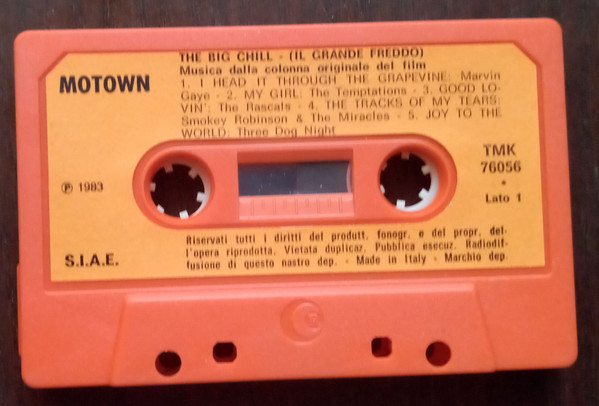 THE BIG CHILL - (IL GRANDE FREDDO)
Musica dalla colonna originale del film
MOTOWN
1. I HEAD IT THROUGH THE GRAPEVINE: Marvin
Gaye - 2. MY GIRL: The Temptations - 3. GOOD LO-
VIN': The Rascals - 4. THE TRACKS OF MY TEARS:
Smokey Robinson & The Miracles - 5. JOY TO THE
WORLD: Three Dog Night
TMK
76056
•
Lato 1
℗ 1983
S.I.A.E.
Riservati tutti i diritti del produtt. fonogr. e del propr. del-
l'opera riprodotta. Vietata duplicaz. Pubblica esecuz. Radiodif-
fusione di questo nastro dep. - Made in Italy - Marchio dep.